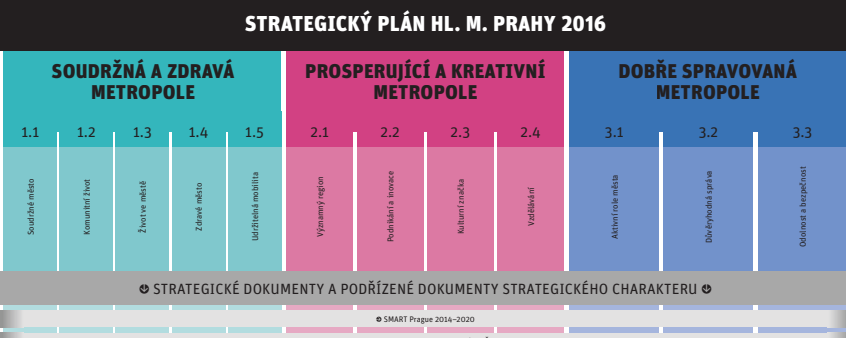 STRATEGICKÝ PLÁN HL. M. PRAHY 2016
SOUDRŽNÁ A ZDRAVÁ
METROPOLE
PROSPERUJÍCÍ A KREATIVNÍ
METROPOLE
DOBŘE SPRAVOVANÁ
METROPOLE
1.1
1.2
1.3
1.4
1.5
2.1
2.2
2.3
2.4
3.1
3.2
3.3
Soudržné město
Komunitní život
Život ve městě
Zdravé město
Udržitelná mobilita
Významný region
Podnikání a inovace
Kulturní značka
Vzdělávání
Aktivní role města
Důvěryhodná správa
Odolnost a bezpečnost
STRATEGICKÉ DOKUMENTY A PODŘÍZENÉ DOKUMENTY STRATEGICKÉHO CHARAKTERU
SMART Prague 2014–2020